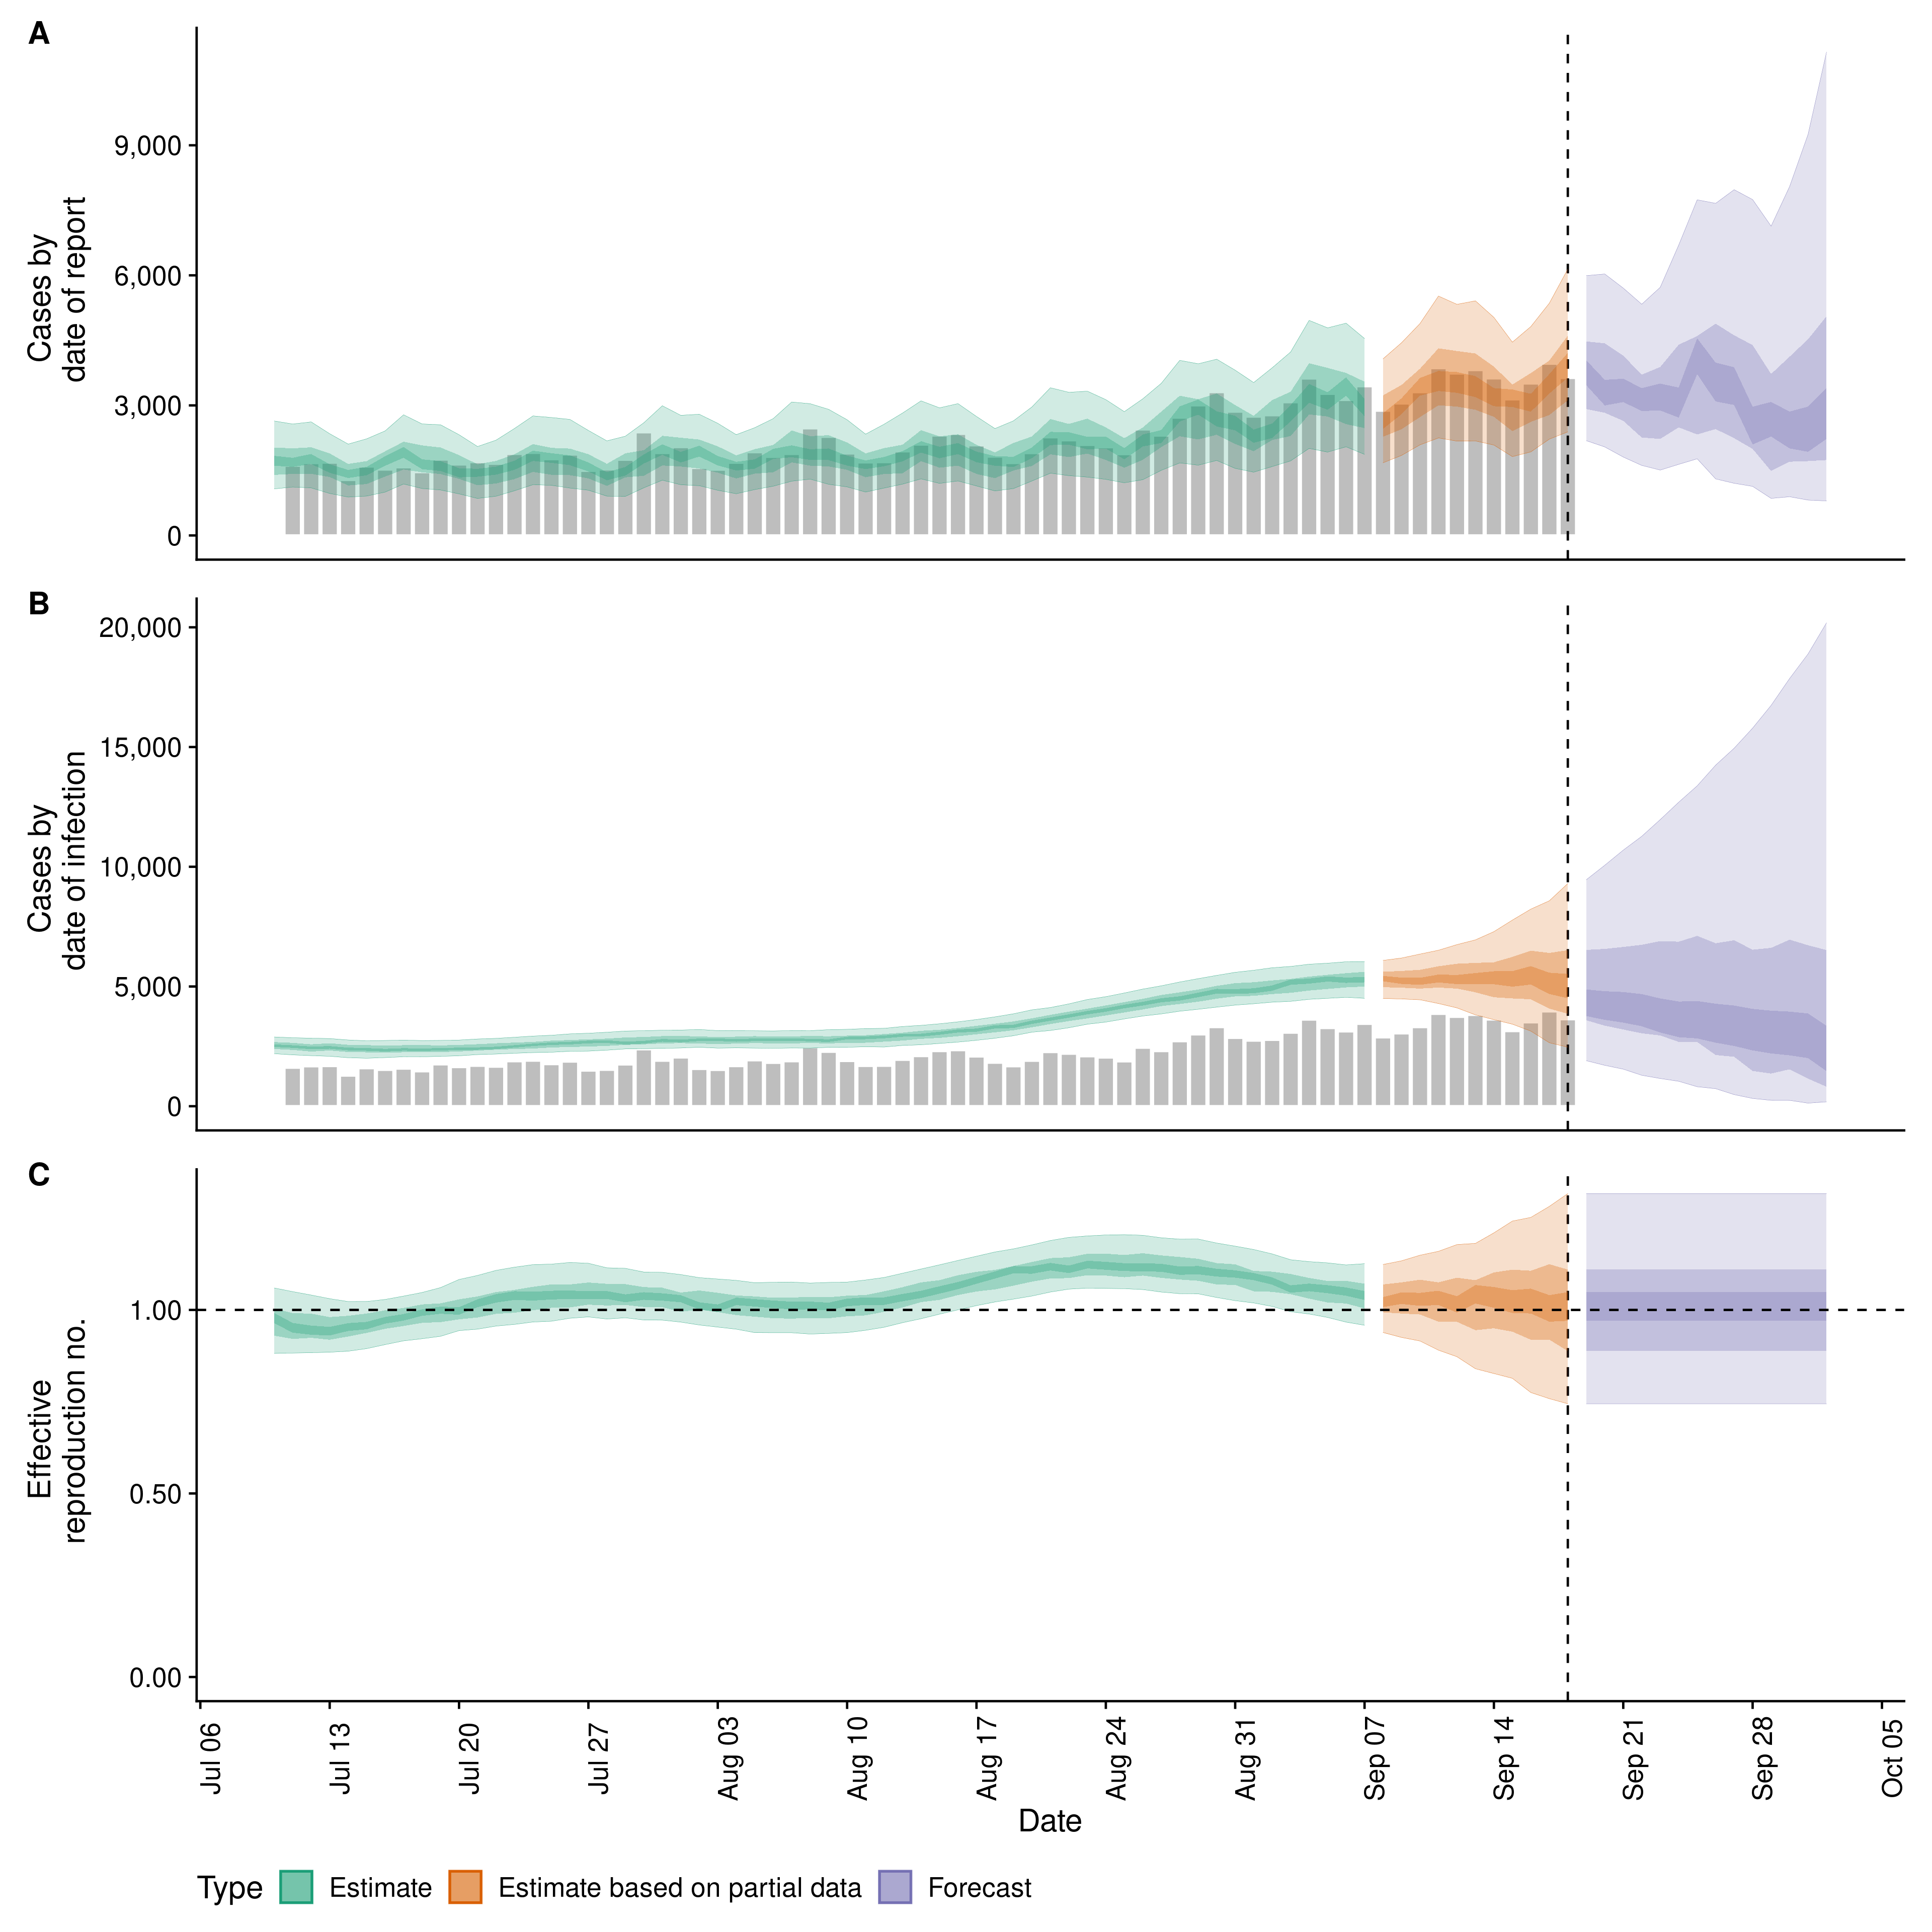 A
9,000
6,000
3,000
0
Cases by
date of report
B
20,000
15,000
10,000
5,000
0
Cases by
date of infection
C
1.00
0.50
0.00
Effective
reproduction no.
Jul 06
Jul 13
Jul 20
Jul 27
Aug 03
Aug 10
Aug 17
Aug 24
Aug 31
Sep 07
Sep 14
Sep 21
Sep 28
Oct 05
Date
Type Estimate Estimate based on partial data Forecast